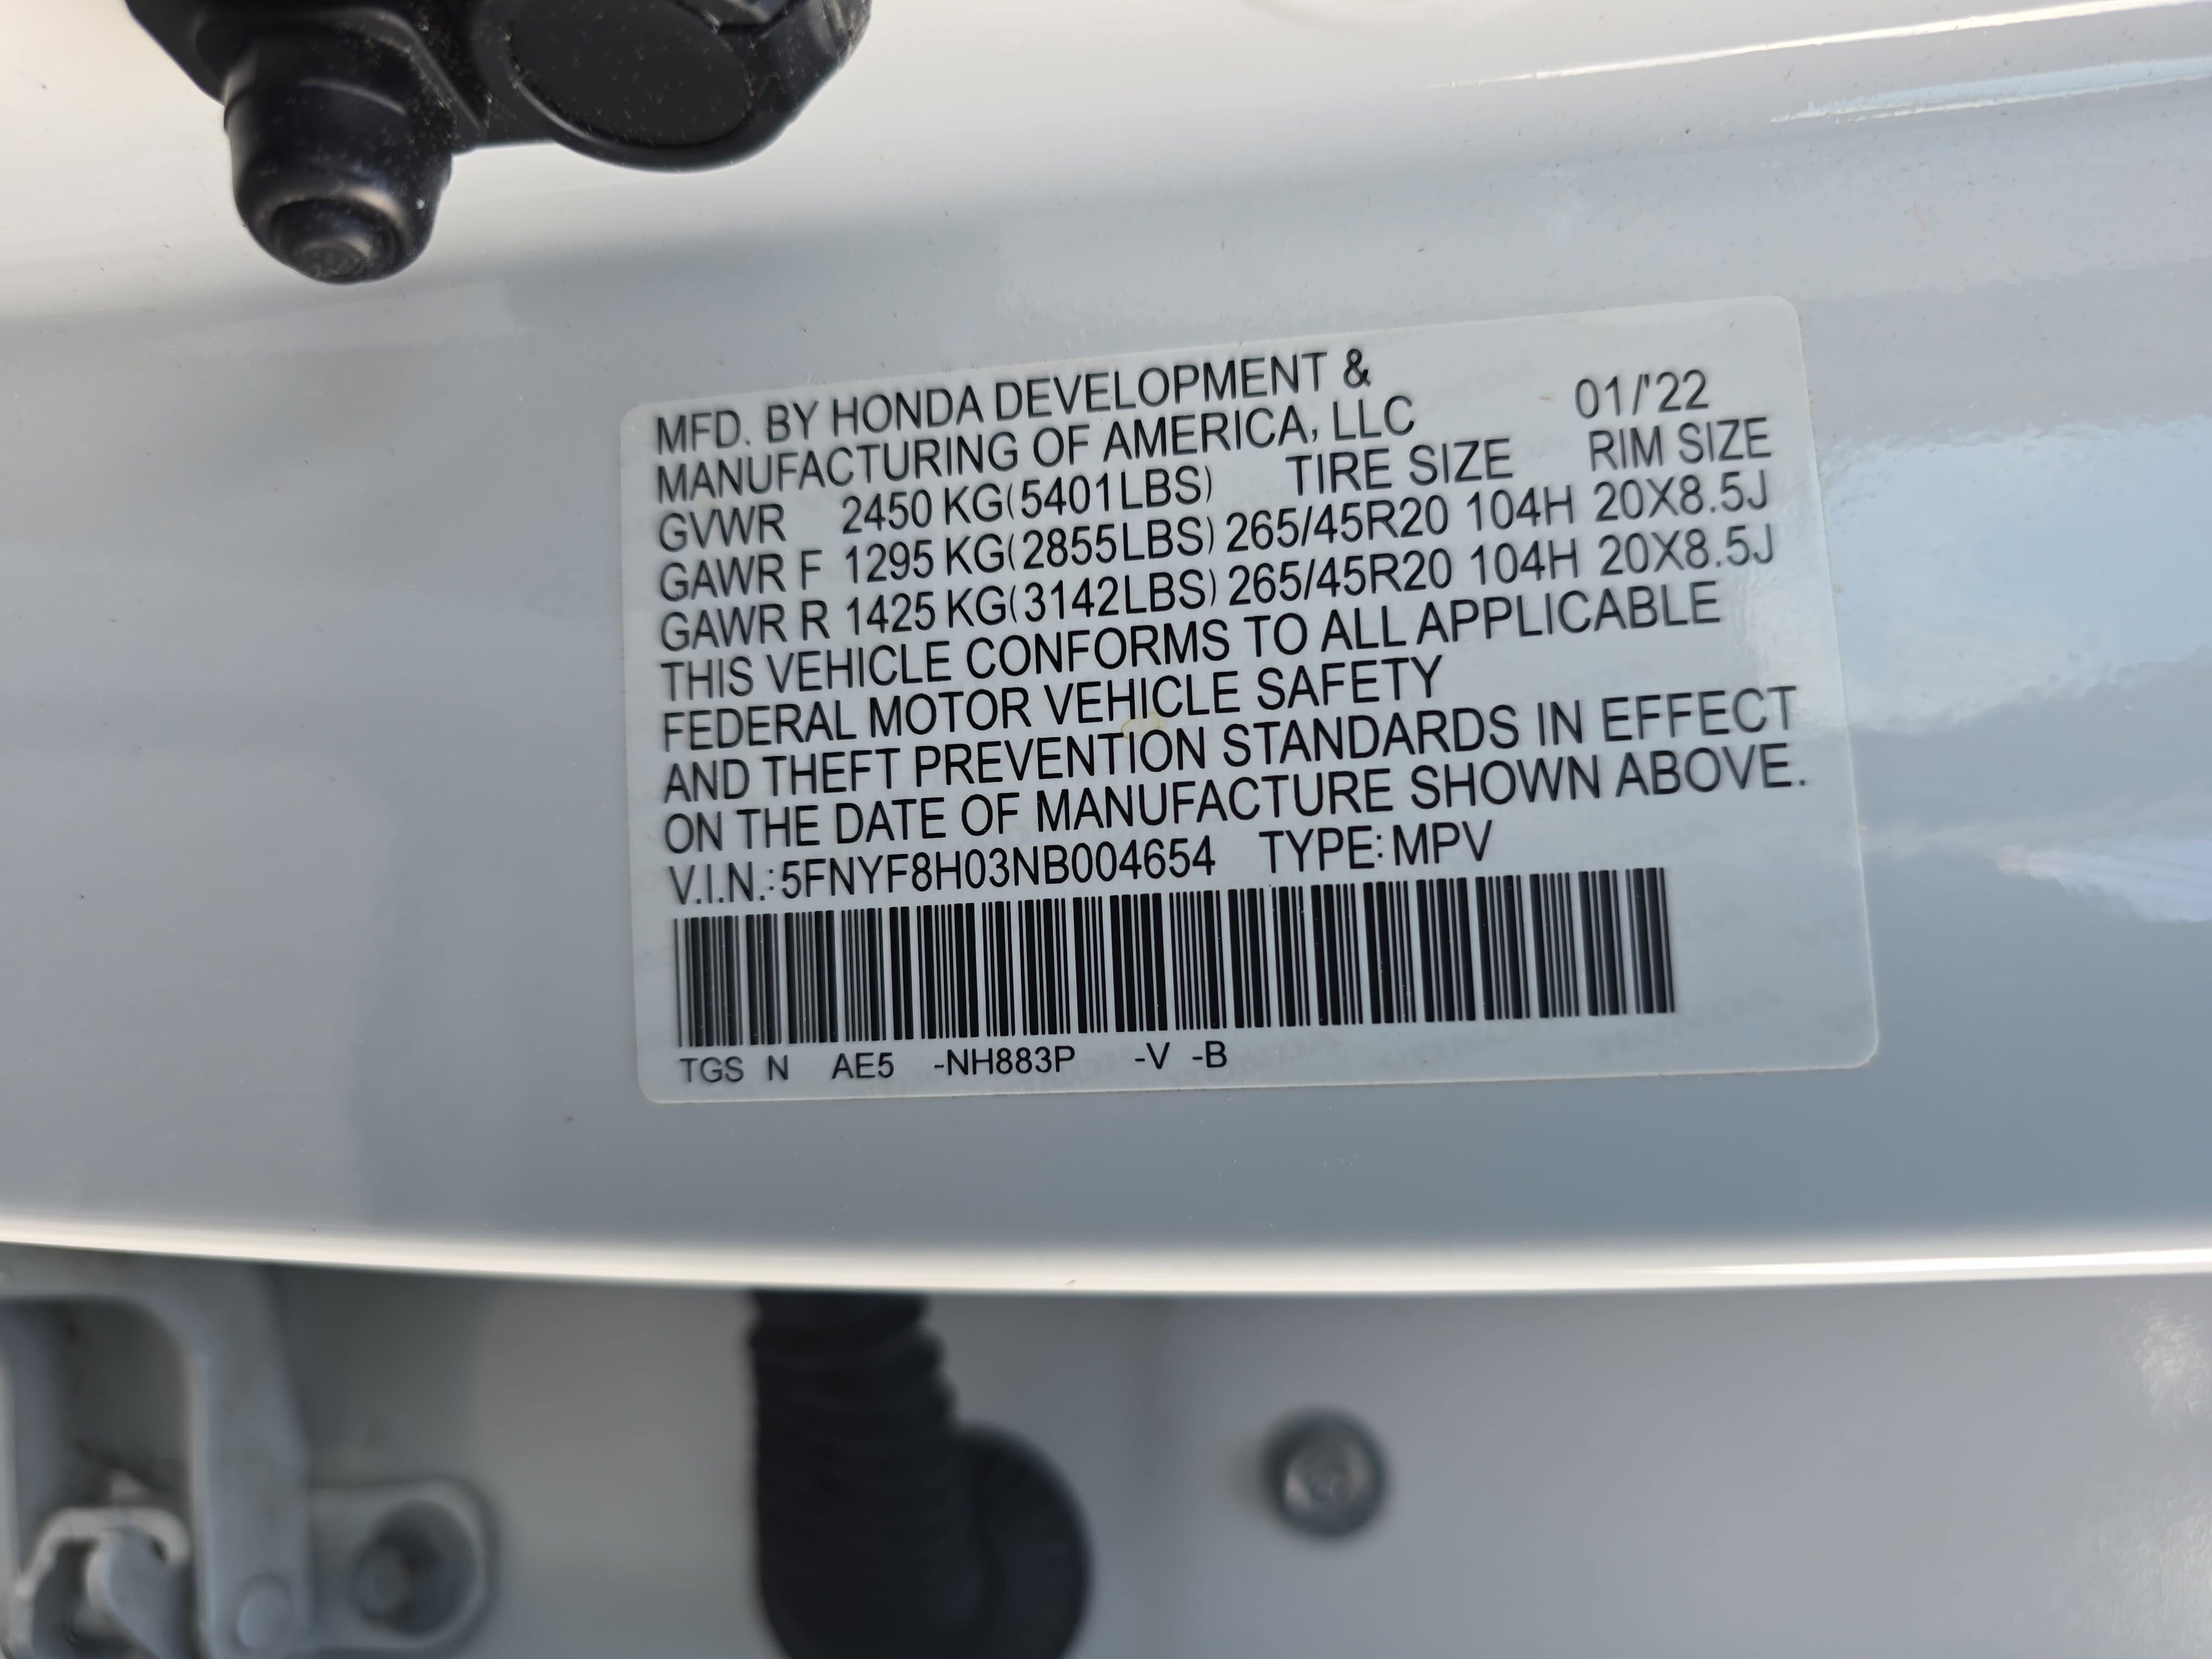 MFD. BY HONDA DEVELOPMENT &
MANUFACTURING OF AMERICA, LLC 01/'22
GVWR 2450 KG(5401LBS) TIRE SIZE RIM SIZE
GAWR F 1295 KG(2855LBS) 265/45R20 104H 20X8.5J
GAWR R 1425 KG(3142LBS) 265/45R20 104H 20X8.5J
THIS VEHICLE CONFORMS TO ALL APPLICABLE
FEDERAL MOTOR VEHICLE SAFETY
AND THEFT PREVENTION STANDARDS IN EFFECT
ON THE DATE OF MANUFACTURE SHOWN ABOVE.
V.I.N.:5FNYF8H03NB004654 TYPE:MPV
TGS N AE5 -NH883P -V -B